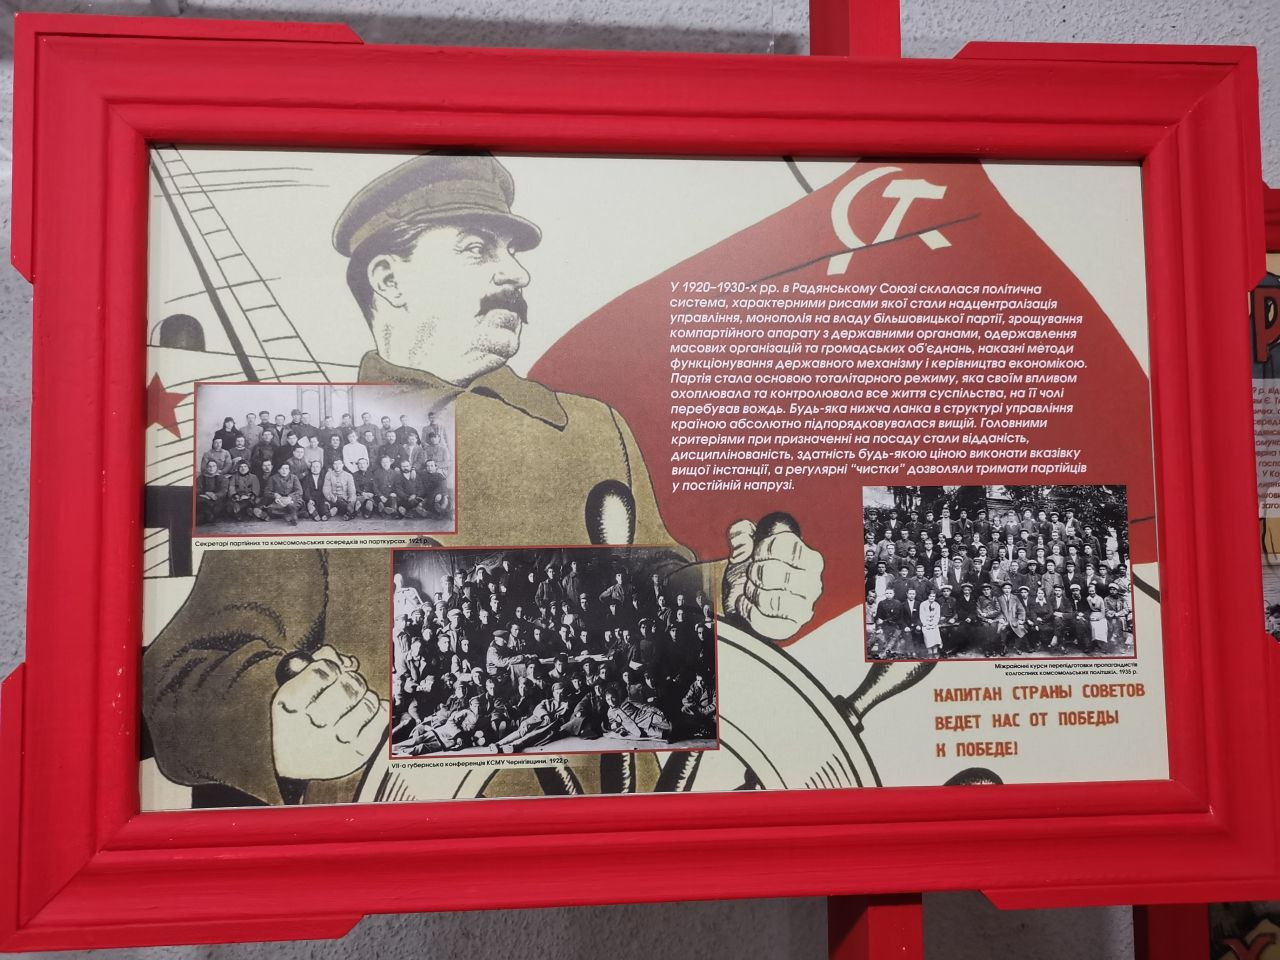 У 1920–1930-х рр. в Радянському Союзі склалася політична
система, характерними рисами якої стали надцентралізація
управління, монополія на владу більшовицької партії, зрощування
компартійного апарату з державними органами, одержавлення
масових організацій та громадських об'єднань, наказні методи
функціонування державного механізму і керівництва економікою.
Партія стала основою тоталітарного режиму, яка своїм впливом
охоплювала та контролювала все життя суспільства, на її чолі
перебував вождь. Будь-яка нижча ланка в структурі управління
країною абсолютно підпорядковувалася вищій. Головними
критеріями при призначенні на посаду стали відданість,
дисциплінованість, здатність будь-якою ціною виконати вказівку
вищої інстанції, а регулярні "чистки" дозволяли тримати партійців
у постійній напрузі.
Секретарі партійних та комсомольських осередків на парткурсах. 1921 р.
VII-а губернська конференція КСМУ Чернігівщини. 1922 р.
Міжрайонні курси перепідготовки пропагандистів
колгоспних комсомольських політшкіл. 1935 р.
КАПИТАН СТРАНЫ СОВЕТОВ
ВЕДЕТ НАС ОТ ПОБЕДЫ
К ПОБЕДЕ!